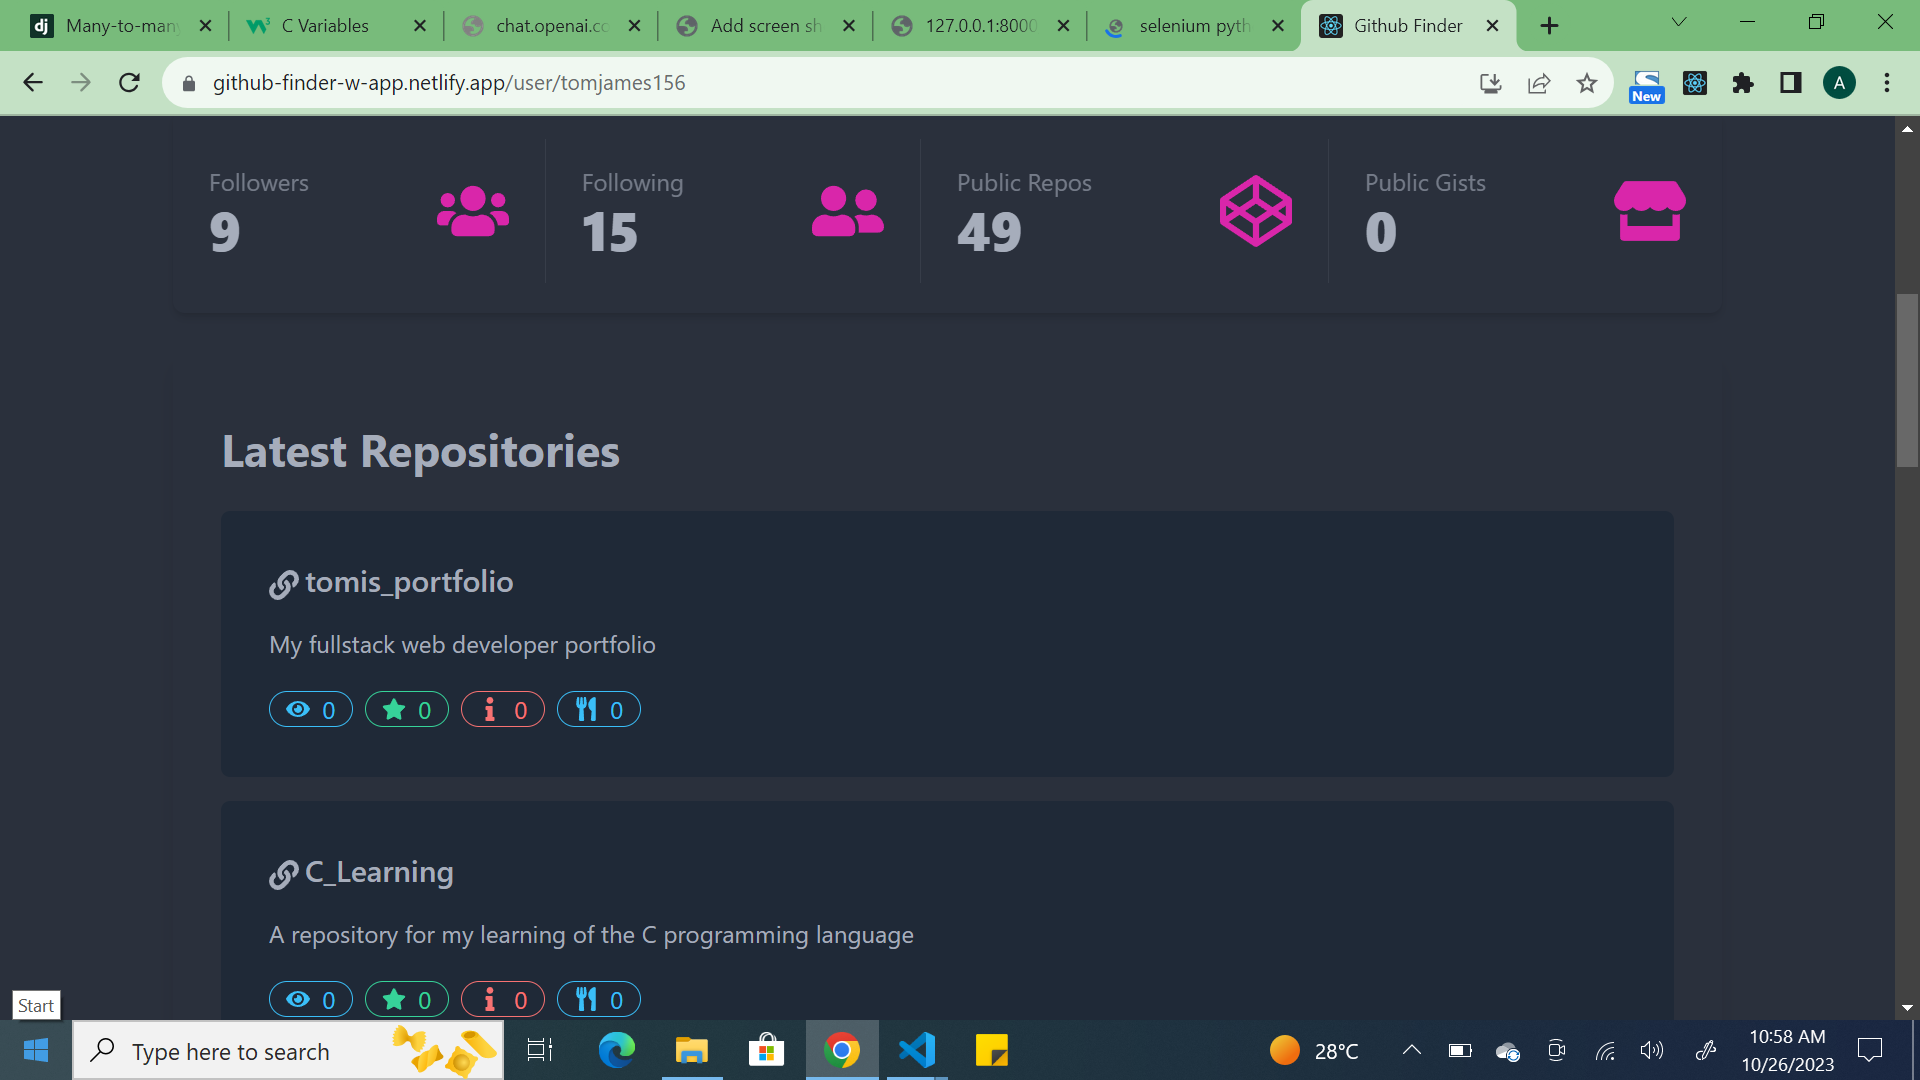 dj Many-to-many C Variables chat.openai.co Add screen sh 127.0.0.1:8000 selenium pyth Github Finder
github-finder-w-app.netlify.app/user/tomjames156 New A
Followers Following Public Repos Public Gists
9 15 49 0
Latest Repositories
tomis_portfolio
My fullstack web developer portfolio
0 0 0 0
C_Learning
A repository for my learning of the C programming language
0 0 0 0
Start
Type here to search 28°C 10:58 AM
10/26/2023